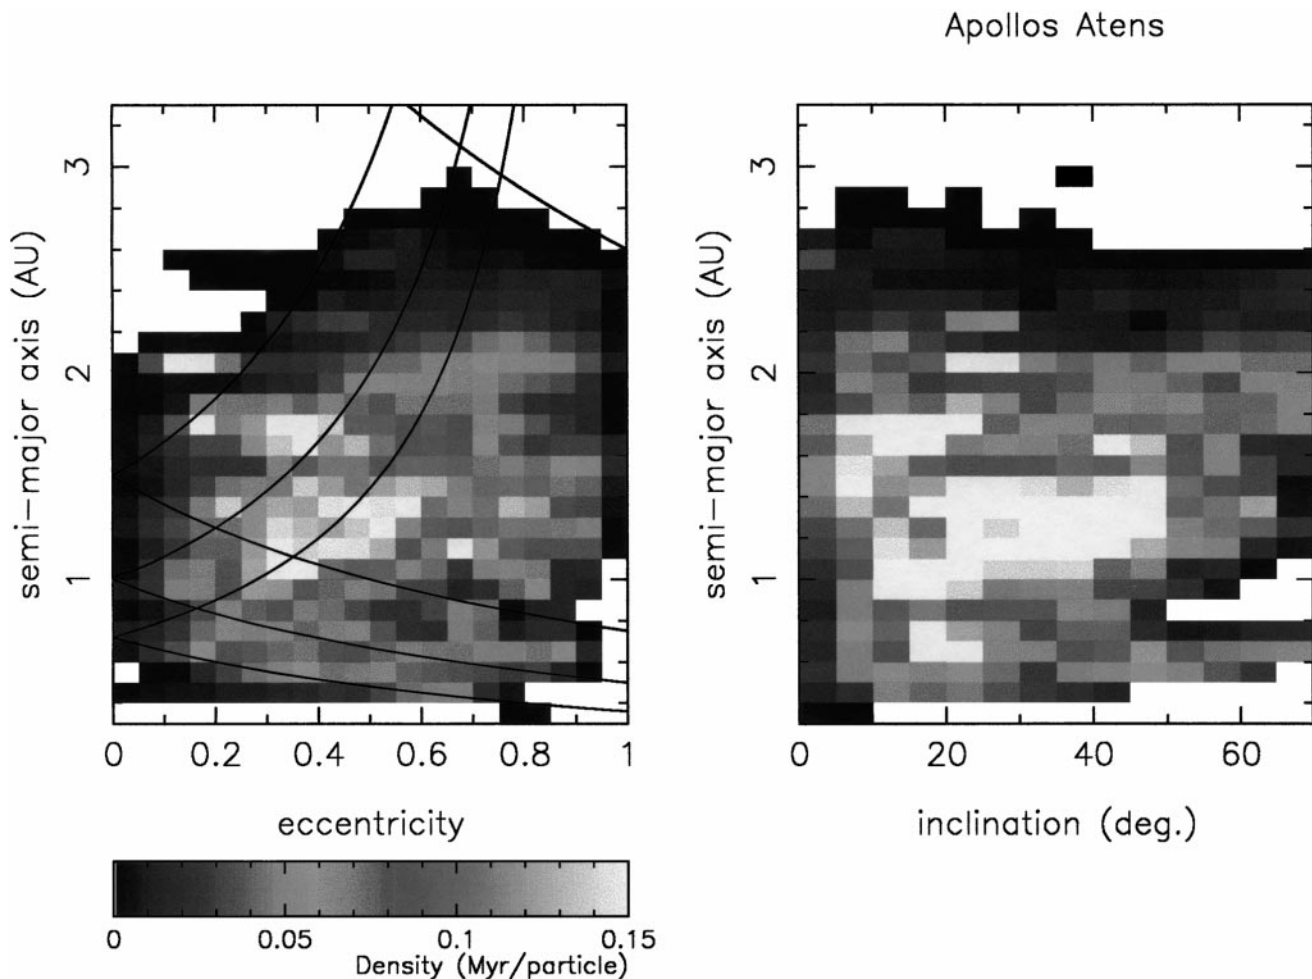 Apollos Atens
semi-major axis (AU)
3
2
1
0 0.2 0.4 0.6 0.8 1
eccentricity
semi-major axis (AU)
3
2
1
0 20 40 60
inclination (deg.)
0 0.05 0.1 0.15
Density (Myr/particle)